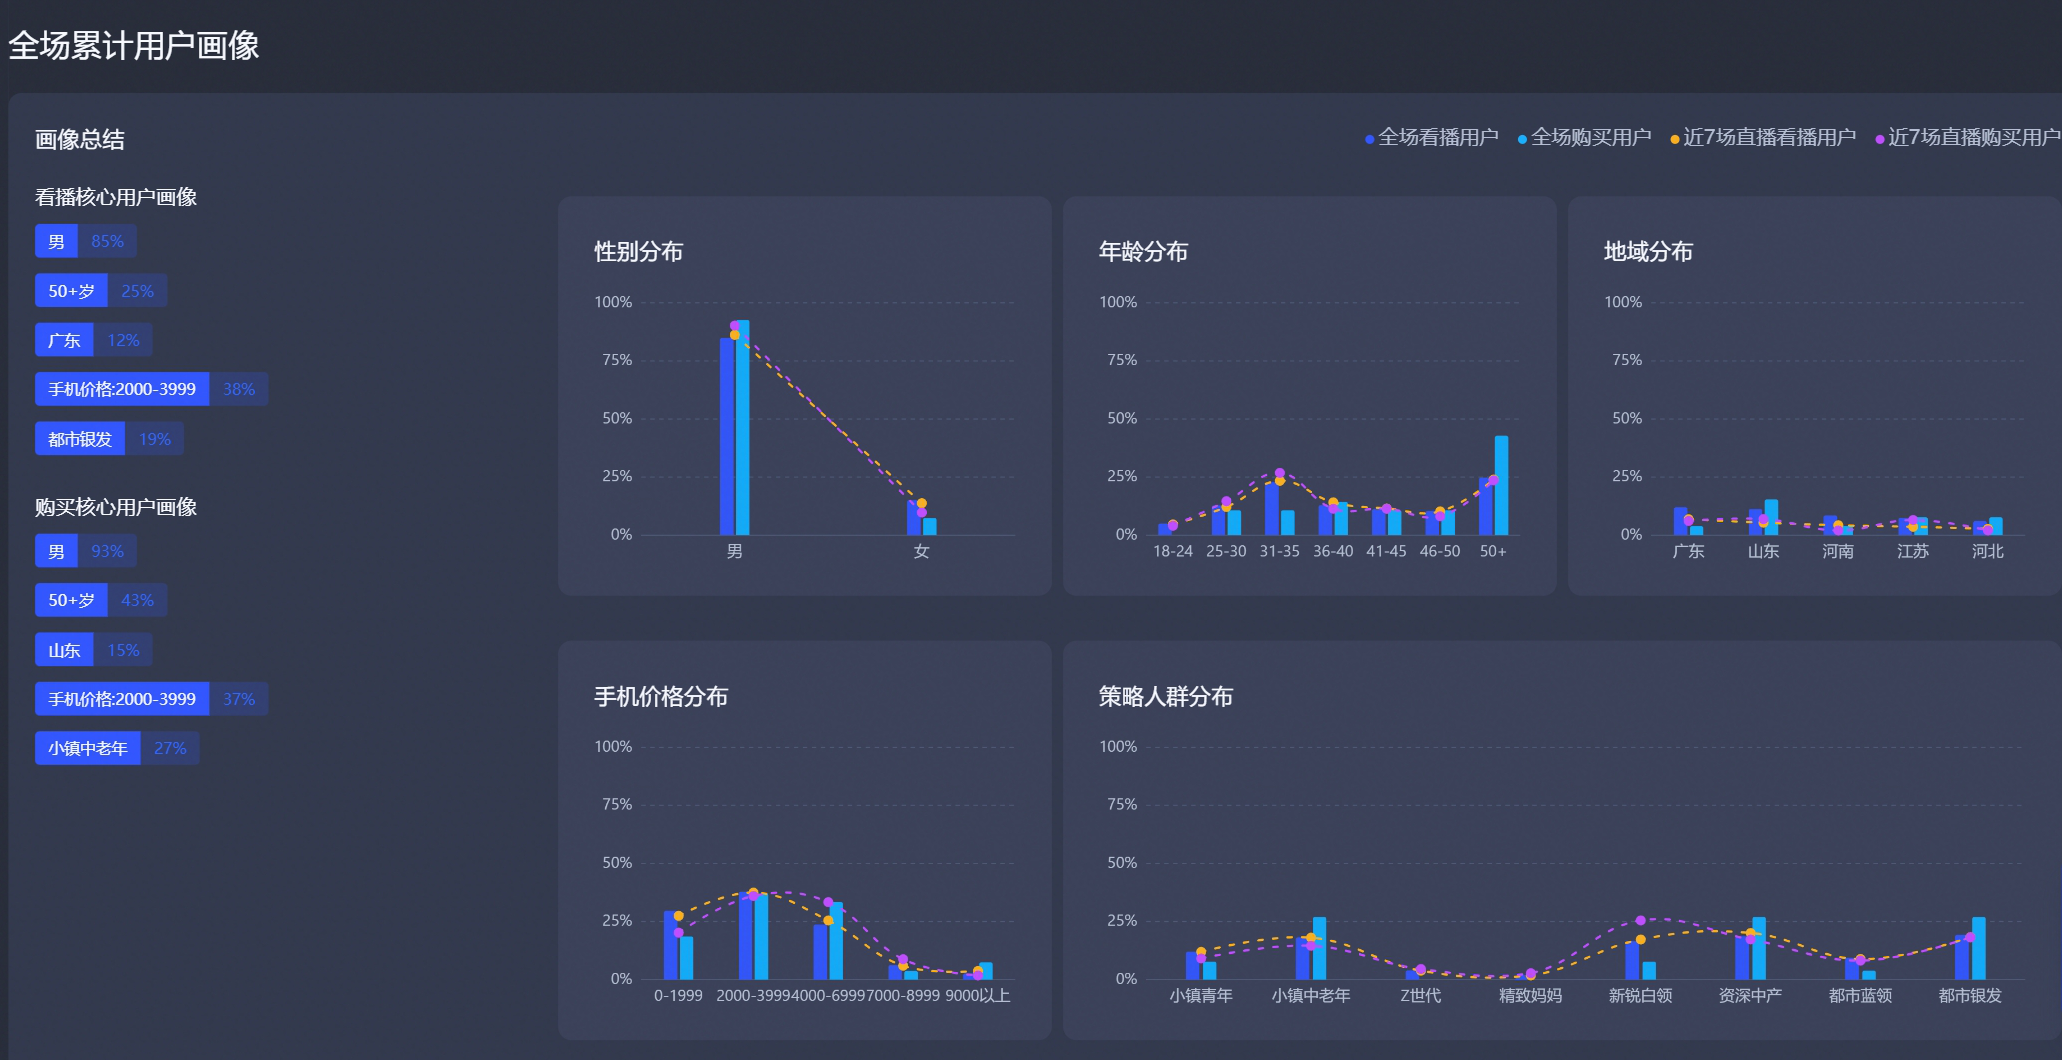 全场累计用户画像
画像总结
全场看播用户 全场购买用户 近7场直播看播用户 近7场直播购买用户
看播核心用户画像
男 85%
50+岁 25%
广东 12%
手机价格:2000-3999 38%
都市银发 19%
购买核心用户画像
男 93%
50+岁 43%
山东 15%
手机价格:2000-3999 37%
小镇中老年 27%
性别分布
100%
75%
50%
25%
0%
男 女
年龄分布
100%
75%
50%
25%
0%
18-24 25-30 31-35 36-40 41-45 46-50 50+
地域分布
100%
75%
50%
25%
0%
广东 山东 河南 江苏 河北
手机价格分布
100%
75%
50%
25%
0%
0-1999 2000-3999 4000-6999 7000-8999 9000以上
策略人群分布
100%
75%
50%
25%
0%
小镇青年 小镇中老年 Z世代 精致妈妈 新锐白领 资深中产 都市蓝领 都市银发